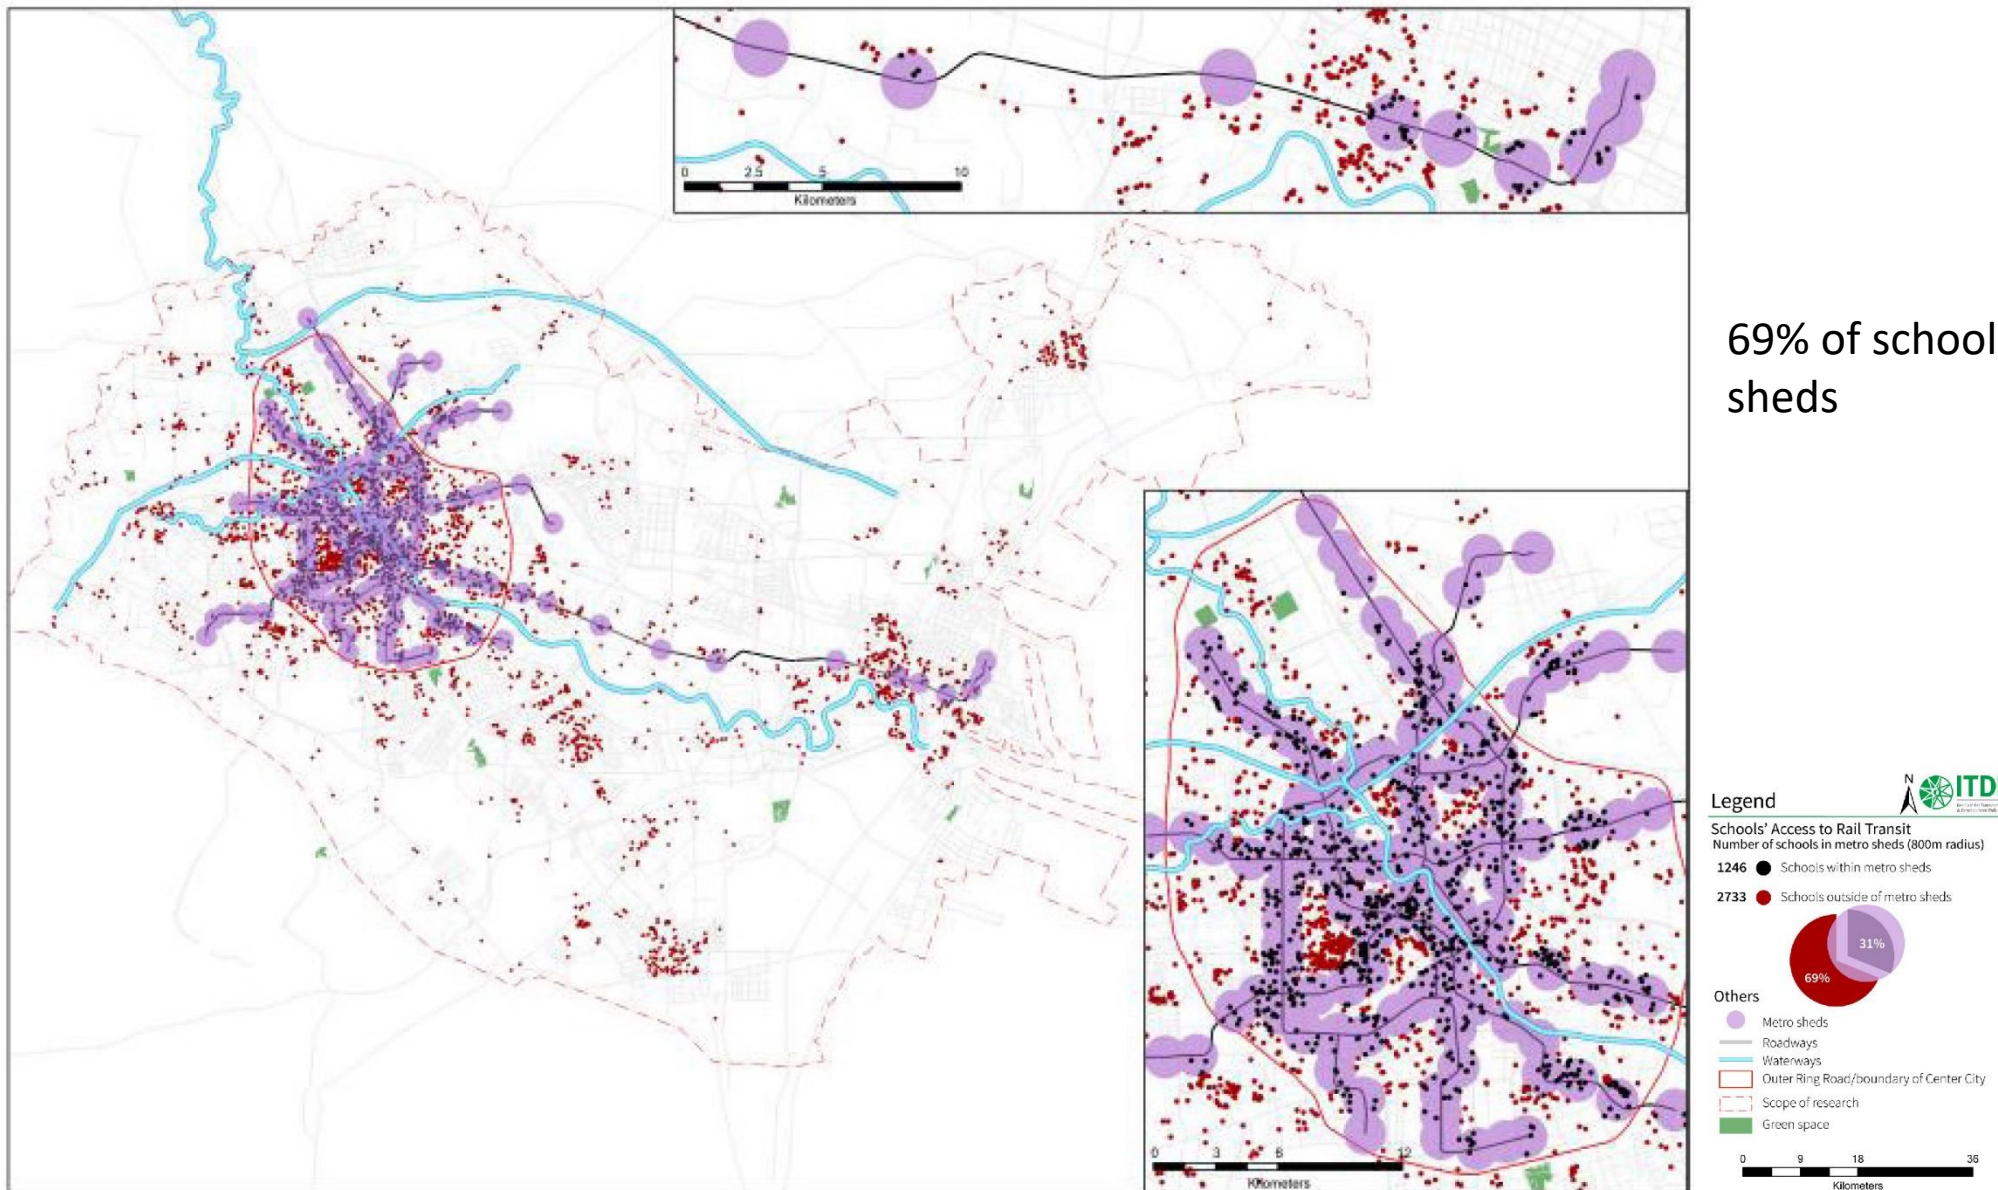 0 2.5 5 10
Kilometers
69% of school
sheds
0 3 6 12
Kilometers
N
ITD
Legend
Schools' Access to Rail Transit
Number of schools in metro sheds (800m radius)
1246 Schools within metro sheds
2733 Schools outside of metro sheds
31%
69%
Others
Metro sheds
Roadways
Waterways
Outer Ring Road/boundary of Center City
Scope of research
Green space
0 9 18 36
Kilometers